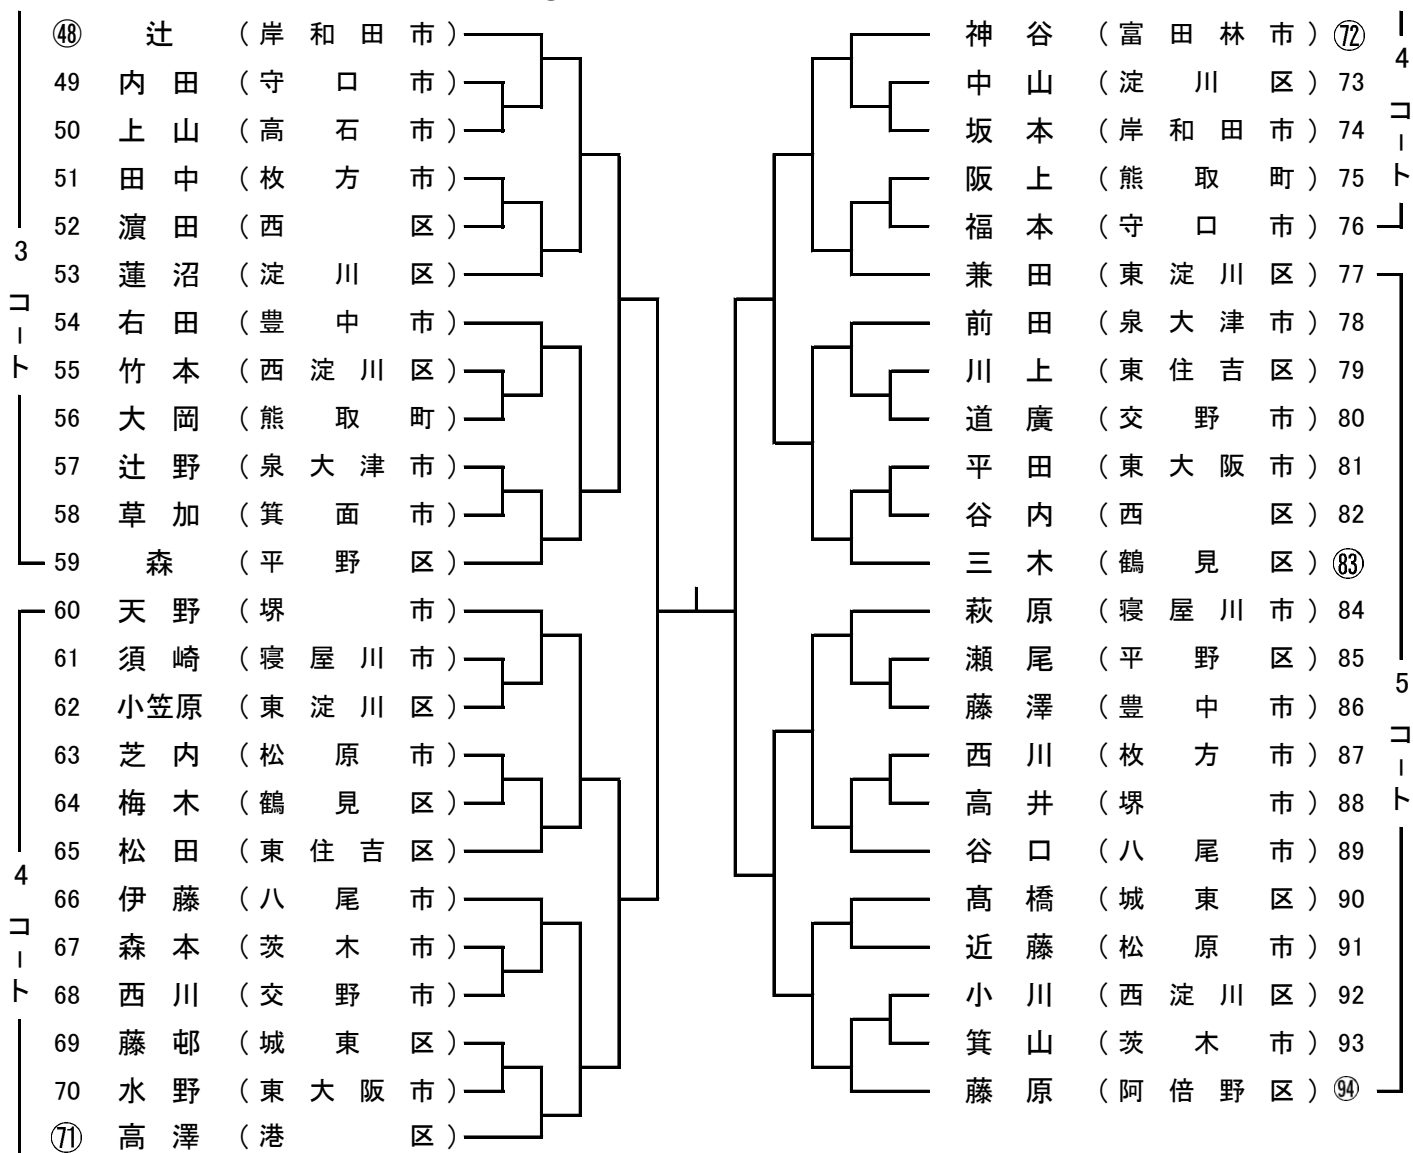 ㊽ 辻 (岸和田市)
49 内田 (守口市)
50 上山 (高石市)
51 田中 (枚方市)
52 濵田 (西区)
53 蓮沼 (淀川区)
54 右田 (豊中市)
55 竹本 (西淀川区)
56 大岡 (熊取町)
57 辻野 (泉大津市)
58 草加 (箕面市)
59 森 (平野区)
3コート
60 天野 (堺市)
61 須崎 (寝屋川市)
62 小笠原 (東淀川区)
63 芝内 (松原市)
64 梅木 (鶴見区)
65 松田 (東住吉区)
66 伊藤 (八尾市)
67 森本 (茨木市)
68 西川 (交野市)
69 藤邨 (城東区)
70 水野 (東大阪市)
71 高澤 (港区)
4コート
神谷 (富田林市) 72
中山 (淀川区) 73
坂本 (岸和田市) 74
阪上 (熊取町) 75
福本 (守口市) 76
4コート
兼田 (東淀川区) 77
前田 (泉大津市) 78
川上 (東住吉区) 79
道廣 (交野市) 80
平田 (東大阪市) 81
谷内 (西区) 82
三木 (鶴見区) 83
萩原 (寝屋川市) 84
瀬尾 (平野区) 85
藤澤 (豊中市) 86
西川 (枚方市) 87
高井 (堺市) 88
谷口 (八尾市) 89
髙橋 (城東区) 90
近藤 (松原市) 91
小川 (西淀川区) 92
箕山 (茨木市) 93
藤原 (阿倍野区) 94
5コート